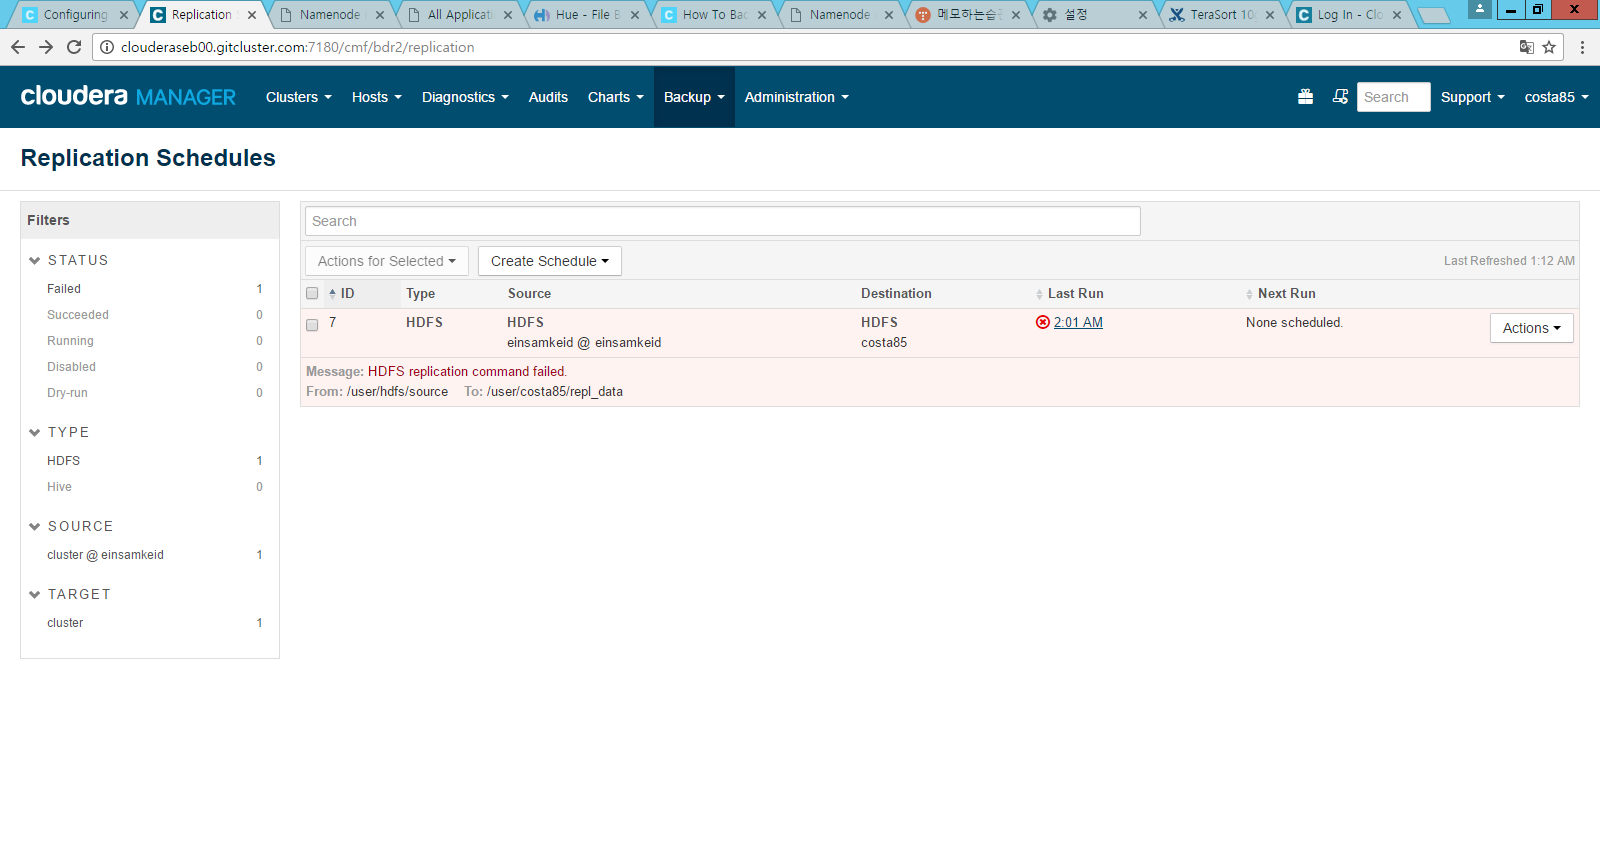 Configuring
Replication
Namenode
All Applicati
Hue - File B
How To Bac
Namenode
메모하는습관
설정
TeraSort 10
Log In - Clo
clouderaseb00.gitcluster.com:7180/cmf/bdr2/replication
cloudera MANAGER
Clusters
Hosts
Diagnostics
Audits
Charts
Backup
Administration
Search
Support
costa85
Replication Schedules
Filters
STATUS
Failed 1
Succeeded 0
Running 0
Disabled 0
Dry-run 0
TYPE
HDFS 1
Hive 0
SOURCE
cluster @ einsamkeid 1
TARGET
cluster 1
Search
Actions for Selected
Create Schedule
Last Refreshed 1:12 AM
ID Type Source Destination Last Run Next Run
7 HDFS HDFS HDFS 2:01 AM None scheduled. Actions
einsamkeid @ einsamkeid costa85
Message: HDFS replication command failed.
From: /user/hdfs/source To: /user/costa85/repl_data